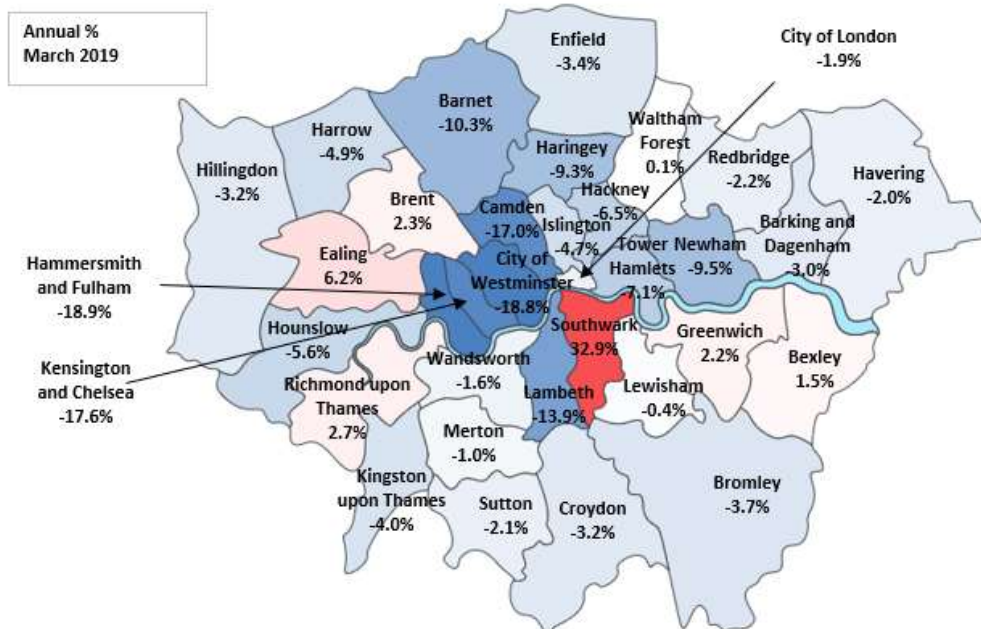 Annual %
March 2019
City of London
-1.9%
Enfield
-3.4%
Barnet
-10.3%
Harrow
-4.9%
Hillingdon
-3.2%
Haringey
-9.3%
Waltham
Forest
0.1%
Redbridge
-2.2%
Havering
-2.0%
Brent
2.3%
Camden
-17.0%
Hackney
-6.5%
Islington
-4.7%
Ealing
6.2%
City of
Westminster
-18.8%
Tower
Hamlets
-7.1%
Newham
-9.5%
Barking and
Dagenham
-3.0%
Hammersmith
and Fulham
-18.9%
Kensington
and Chelsea
-17.6%
Hounslow
-5.6%
Southwark
32.9%
Greenwich
2.2%
Bexley
1.5%
Richmond upon
Thames
2.7%
Wandsworth
-1.6%
Lambeth
-13.9%
Lewisham
-0.4%
Merton
-1.0%
Kingston
upon Thames
-4.0%
Sutton
-2.1%
Croydon
-3.2%
Bromley
-3.7%